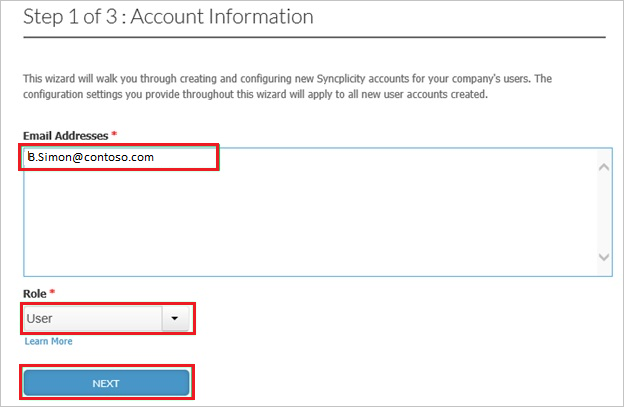 Step 1 of 3 : Account Information
This wizard will walk you through creating and configuring new Syncplicity accounts for your company's users. The
configuration settings you provide throughout this wizard will apply to all new user accounts created.
Email Addresses *
B.Simon@contoso.com
Role *
User
Learn More
NEXT